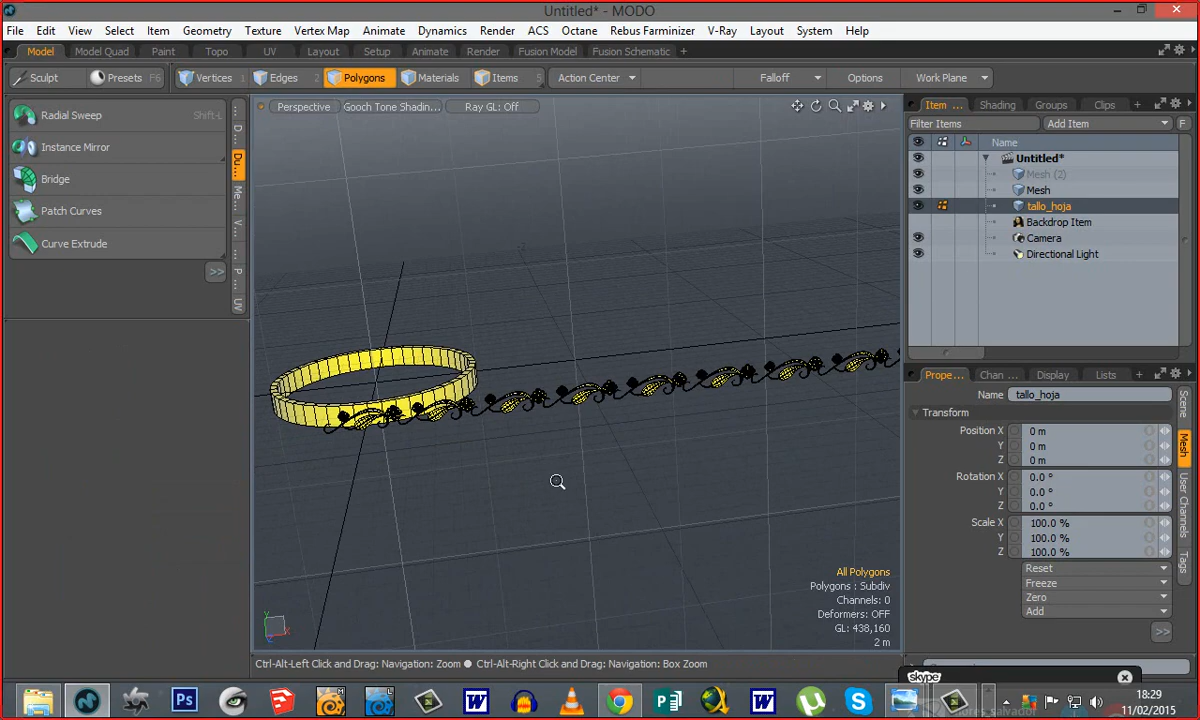 Untitled* - MODO
File Edit View Select Item Geometry Texture Vertex Map Animate Dynamics Render ACS Octane Rebus Farminizer V-Ray Layout System Help
Model Model Quad Paint Topo UV Layout Setup Animate Render Fusion Model Fusion Schematic +
Sculpt Presets F6 Vertices 1 Edges 2 Polygons Materials Items 5 Action Center Falloff Options Work Plane
Perspective Gooch Tone Shadin... Ray GL: Off
Radial Sweep Shift-L
Instance Mirror
Bridge
Patch Curves
Curve Extrude
>>
D...
Du...
Me...
V...
...
P...
UV
Item ... Shading Groups Clips +
Filter Items Add Item F
Name
Untitled*
Mesh (2)
Mesh
tallo_hoja
Backdrop Item
Camera
Directional Light
Prope... Chan ... Display Lists +
Name tallo_hoja
Transform
Position X 0 m
Y 0 m
Z 0 m
Rotation X 0.0 °
Y 0.0 °
Z 0.0 °
Scale X 100.0 %
Y 100.0 %
Z 100.0 %
Reset
Freeze
Zero
Add
>>
Scene
Mesh
User Channels
Tags
All Polygons
Polygons : Subdiv
Channels: 0
Deformers: OFF
GL: 438,160
2 m
Ctrl-Alt-Left Click and Drag: Navigation: Zoom ● Ctrl-Alt-Right Click and Drag: Navigation: Box Zoom
skype
18:29
11/02/2015